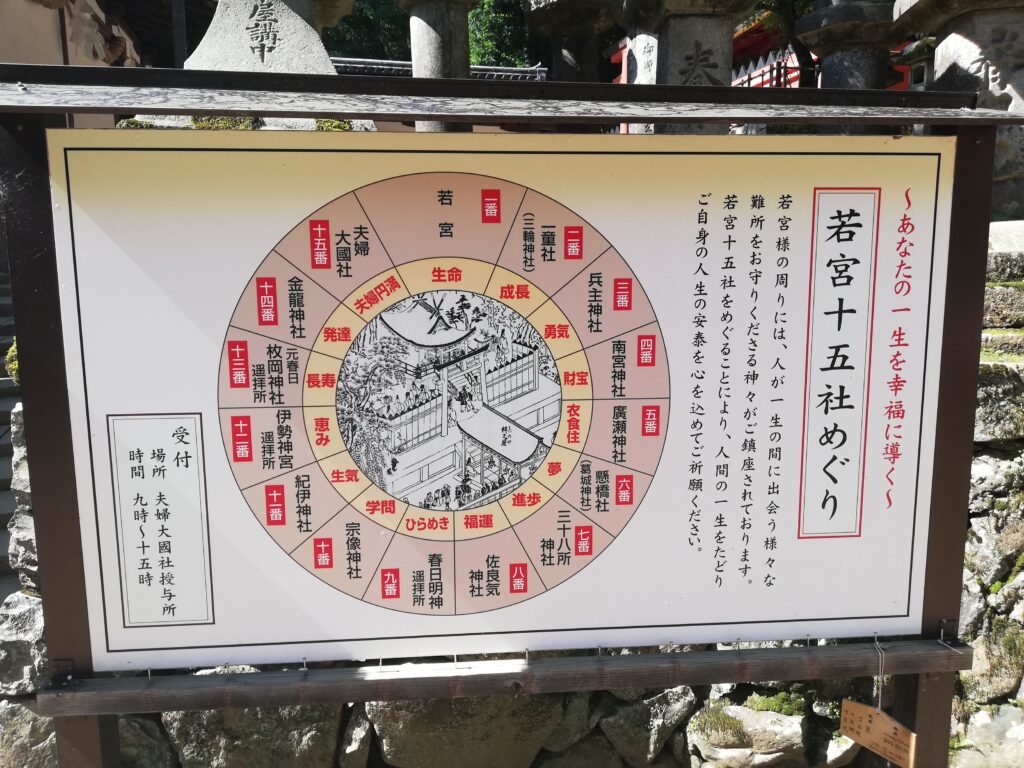 ～あなたの一生を幸福に導く～
若宮十五社めぐり
若宮様の周りには、人が一生の間に出会う様々な
難所をお守りくださる神々がご鎮座されております。
若宮十五社をめぐることにより、人間の一生をたどり
ご自身の人生の安泰を心を込めてご祈願ください。
一番
若宮
生命
二番
一童社
（三輪神社）
成長
三番
兵主神社
勇気
四番
南宮神社
財宝
五番
廣瀬神社
衣食住
六番
懸橋社
（葛城神社）
夢
七番
三十八所
神社
進歩
八番
佐良気
神社
福運
九番
春日明神
遥拝所
ひらめき
十番
宗像神社
学問
十一番
紀伊神社
生気
十二番
伊勢神宮
遥拝所
恵み
十三番
元春日
枚岡神社
遥拝所
長寿
十四番
金龍神社
発達
十五番
夫婦
大國社
夫婦円満
受付
場所 夫婦大國社授与所
時間 九時～十五時
屋講中
奉